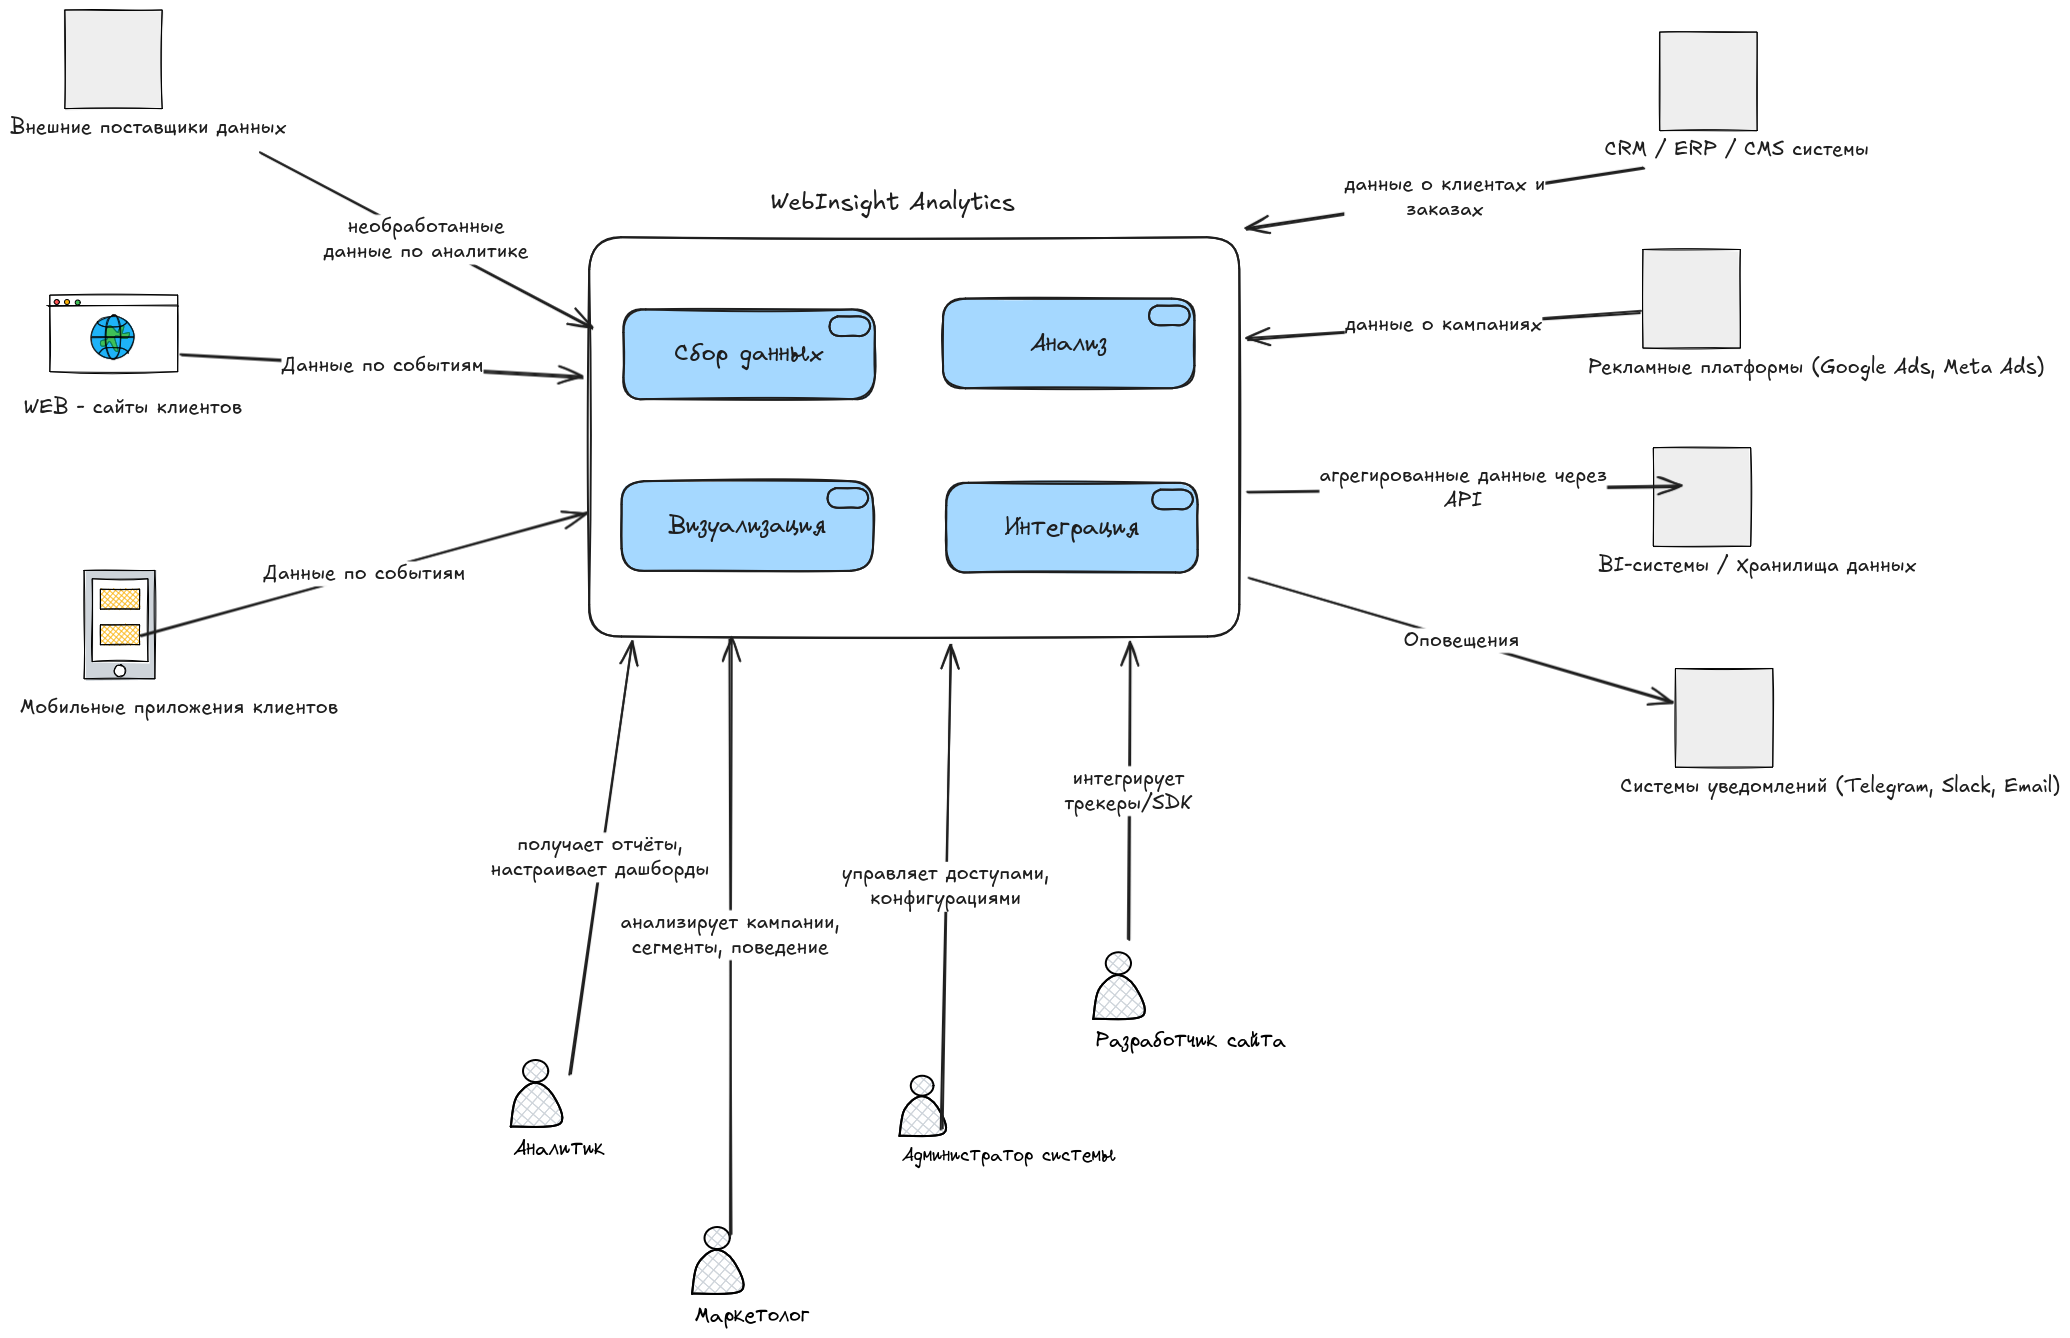 Внешние поставщики данных
необработанные
данные по аналитике
WEB - сайты клиентов
Данные по событиям
Мобильные приложения клиентов
Данные по событиям
WebInsight Analytics
Сбор данных
Анализ
Визуализация
Интеграция
CRM / ERP / CMS системы
данные о клиентах и
заказах
данные о кампаниях
Рекламные платформы (Google Ads, Meta Ads)
агрегированные данные через
API
BI-системы / Хранилища данных
Оповещения
Системы уведомлений (Telegram, Slack, Email)
получает отчёты,
настраивает дашборды
анализирует кампании,
сегменты, поведение
управляет доступами,
конфигурациями
интегрирует
трекеры/SDK
Аналитик
Маркетолог
Администратор системы
Разработчик сайта